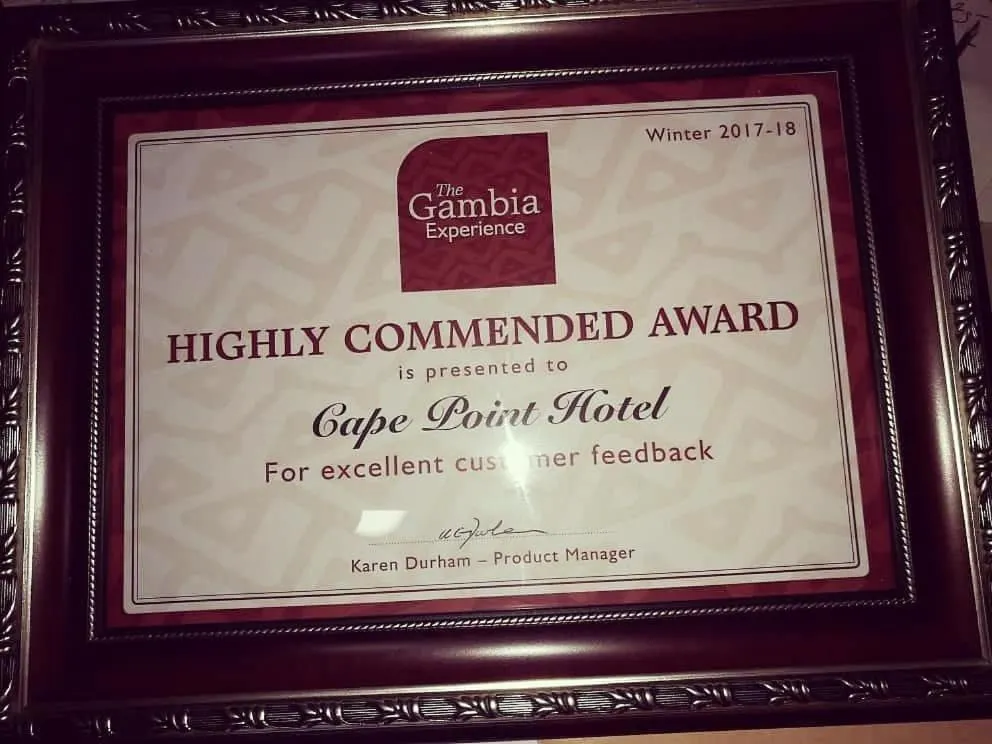 Winter 2017-18
The
Gambia
Experience
HIGHLY COMMENDED AWARD
is presented to
Cape Point Hotel
For excellent customer feedback
Karen Durham – Product Manager